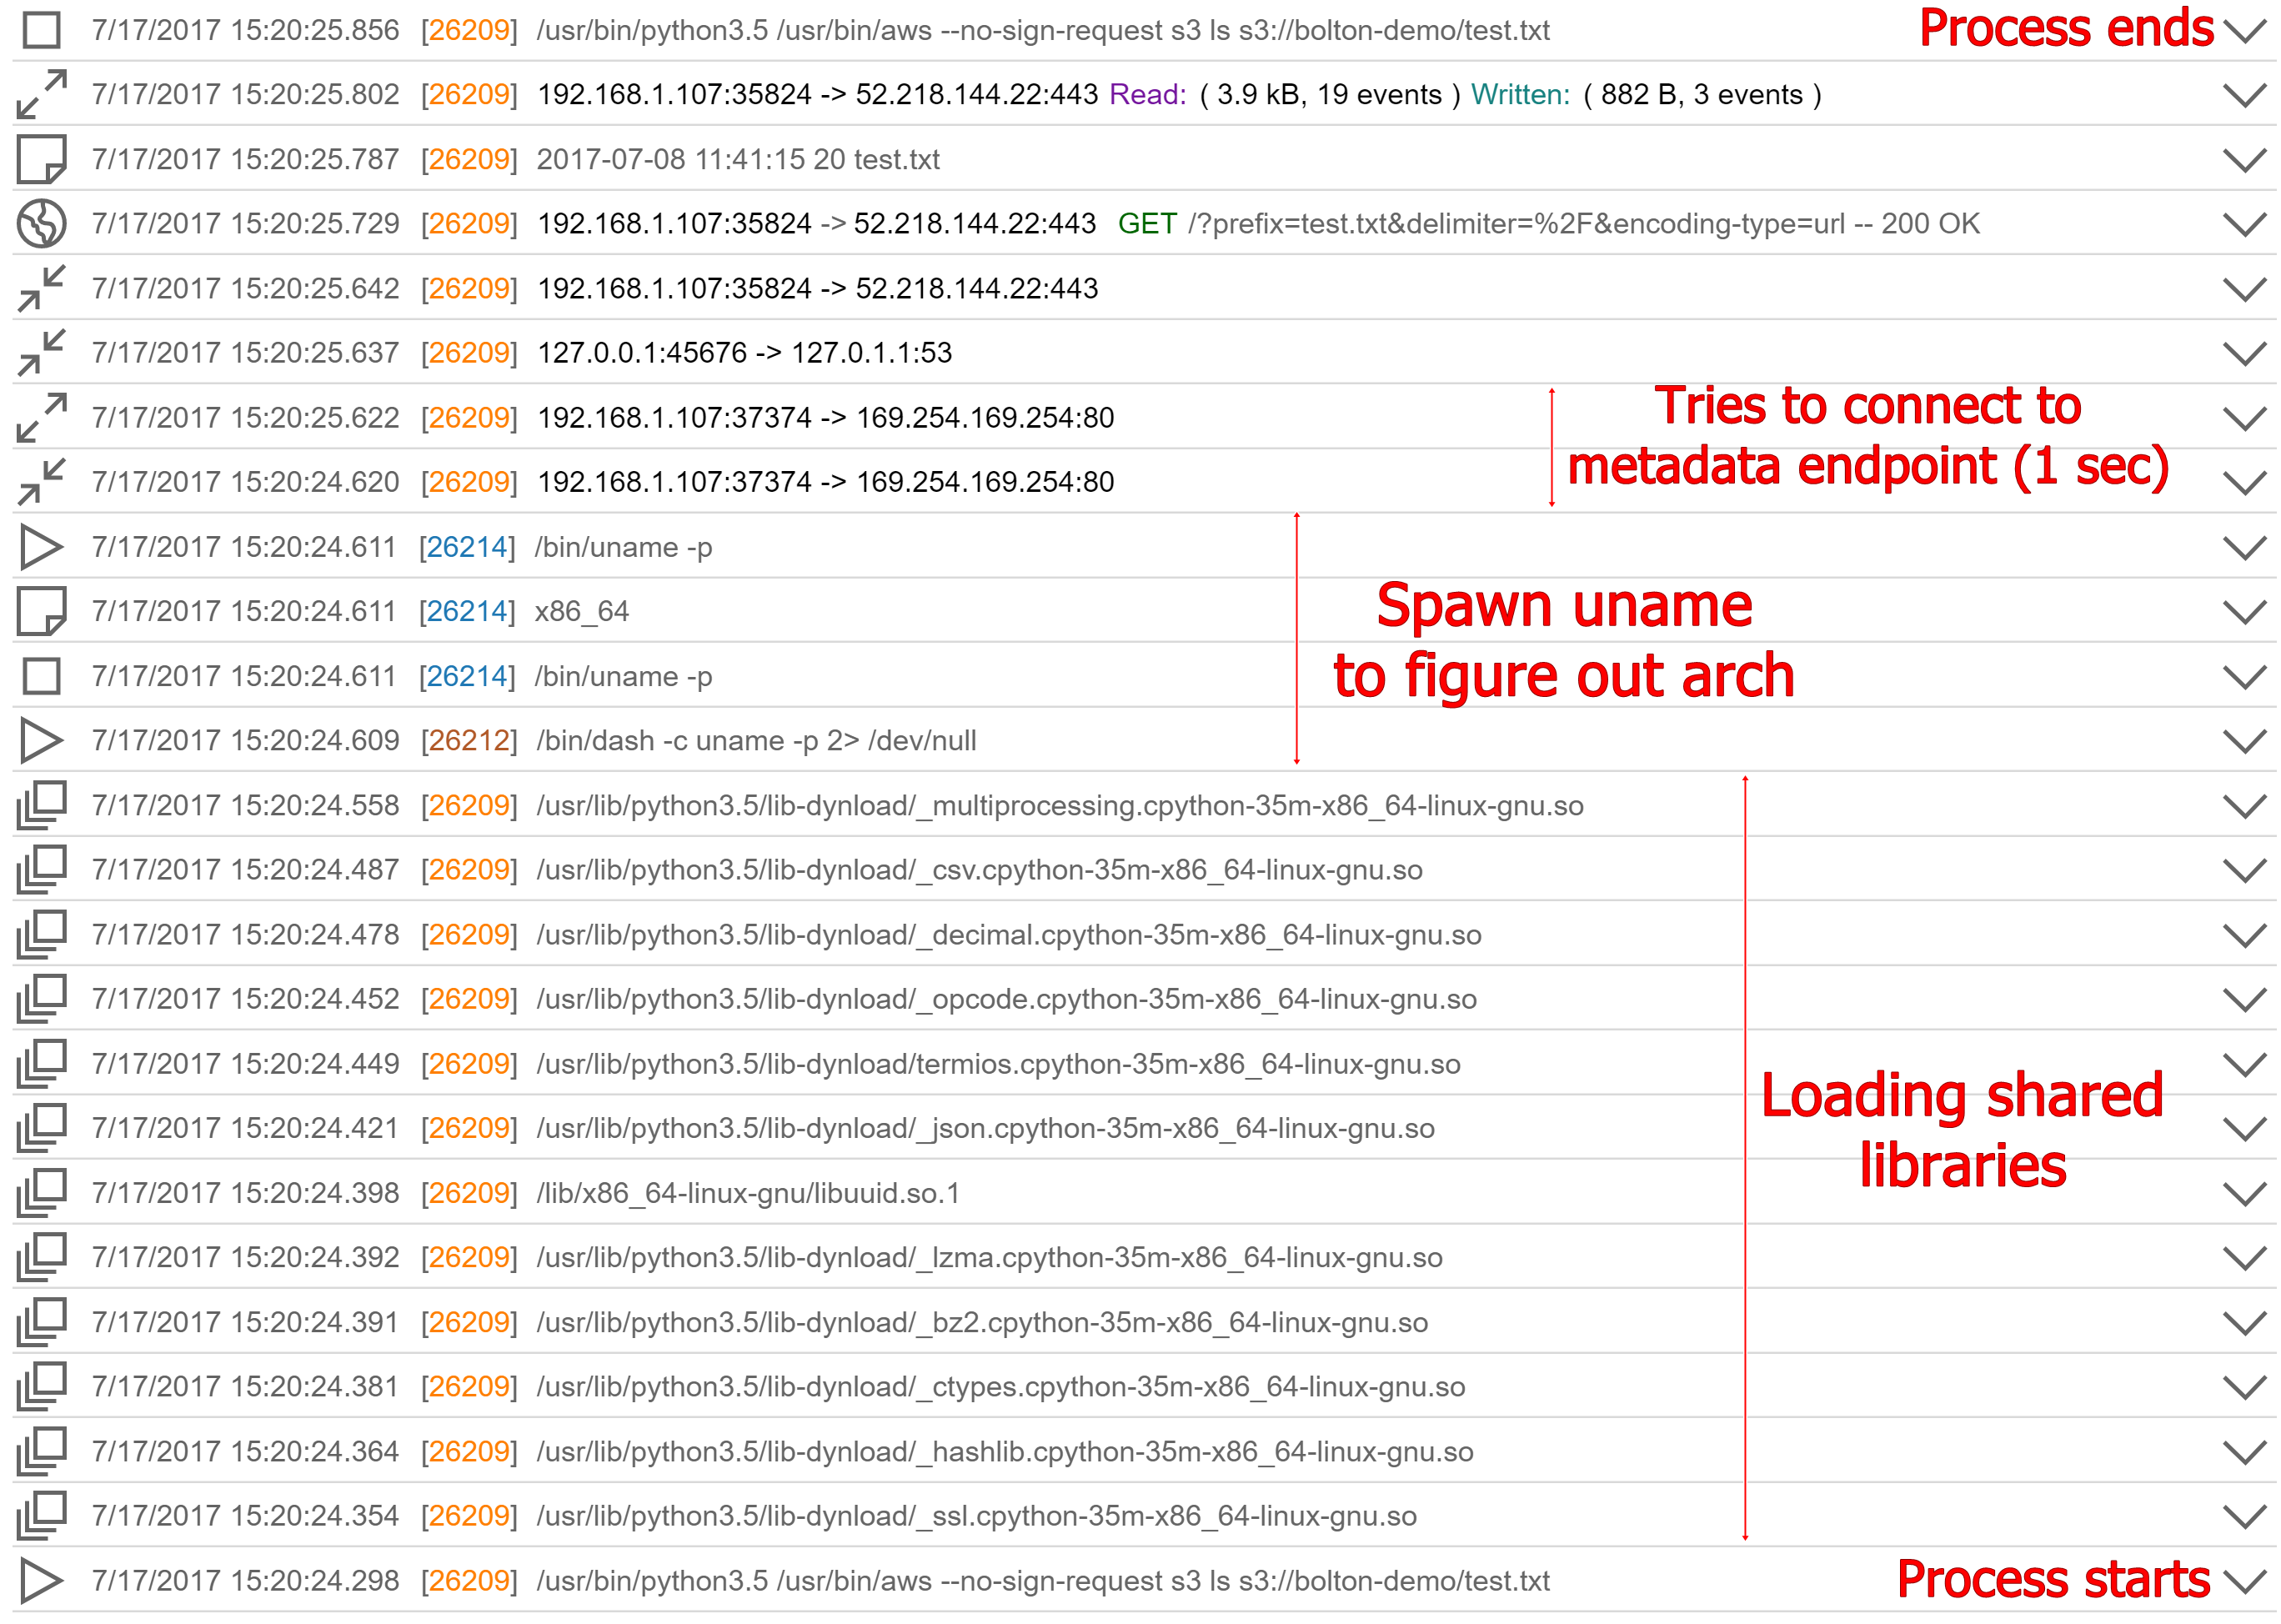 7/17/2017 15:20:25.856 [26209] /usr/bin/python3.5 /usr/bin/aws --no-sign-request s3 ls s3://bolton-demo/test.txt Process ends
7/17/2017 15:20:25.802 [26209] 192.168.1.107:35824 -> 52.218.144.22:443 Read: ( 3.9 kB, 19 events ) Written: ( 882 B, 3 events )
7/17/2017 15:20:25.787 [26209] 2017-07-08 11:41:15 20 test.txt
7/17/2017 15:20:25.729 [26209] 192.168.1.107:35824 -> 52.218.144.22:443 GET /?prefix=test.txt&delimiter=%2F&encoding-type=url -- 200 OK
7/17/2017 15:20:25.642 [26209] 192.168.1.107:35824 -> 52.218.144.22:443
7/17/2017 15:20:25.637 [26209] 127.0.0.1:45676 -> 127.0.1.1:53
7/17/2017 15:20:25.622 [26209] 192.168.1.107:37374 -> 169.254.169.254:80
Tries to connect to
metadata endpoint (1 sec)
7/17/2017 15:20:24.620 [26209] 192.168.1.107:37374 -> 169.254.169.254:80
7/17/2017 15:20:24.611 [26214] /bin/uname -p
7/17/2017 15:20:24.611 [26214] x86_64
Spawn uname
to figure out arch
7/17/2017 15:20:24.611 [26214] /bin/uname -p
7/17/2017 15:20:24.609 [26212] /bin/dash -c uname -p 2> /dev/null
7/17/2017 15:20:24.558 [26209] /usr/lib/python3.5/lib-dynload/_multiprocessing.cpython-35m-x86_64-linux-gnu.so
7/17/2017 15:20:24.487 [26209] /usr/lib/python3.5/lib-dynload/_csv.cpython-35m-x86_64-linux-gnu.so
7/17/2017 15:20:24.478 [26209] /usr/lib/python3.5/lib-dynload/_decimal.cpython-35m-x86_64-linux-gnu.so
7/17/2017 15:20:24.452 [26209] /usr/lib/python3.5/lib-dynload/_opcode.cpython-35m-x86_64-linux-gnu.so
7/17/2017 15:20:24.449 [26209] /usr/lib/python3.5/lib-dynload/termios.cpython-35m-x86_64-linux-gnu.so
7/17/2017 15:20:24.421 [26209] /usr/lib/python3.5/lib-dynload/_json.cpython-35m-x86_64-linux-gnu.so
Loading shared
libraries
7/17/2017 15:20:24.398 [26209] /lib/x86_64-linux-gnu/libuuid.so.1
7/17/2017 15:20:24.392 [26209] /usr/lib/python3.5/lib-dynload/_lzma.cpython-35m-x86_64-linux-gnu.so
7/17/2017 15:20:24.391 [26209] /usr/lib/python3.5/lib-dynload/_bz2.cpython-35m-x86_64-linux-gnu.so
7/17/2017 15:20:24.381 [26209] /usr/lib/python3.5/lib-dynload/_ctypes.cpython-35m-x86_64-linux-gnu.so
7/17/2017 15:20:24.364 [26209] /usr/lib/python3.5/lib-dynload/_hashlib.cpython-35m-x86_64-linux-gnu.so
7/17/2017 15:20:24.354 [26209] /usr/lib/python3.5/lib-dynload/_ssl.cpython-35m-x86_64-linux-gnu.so
7/17/2017 15:20:24.298 [26209] /usr/bin/python3.5 /usr/bin/aws --no-sign-request s3 ls s3://bolton-demo/test.txt Process starts